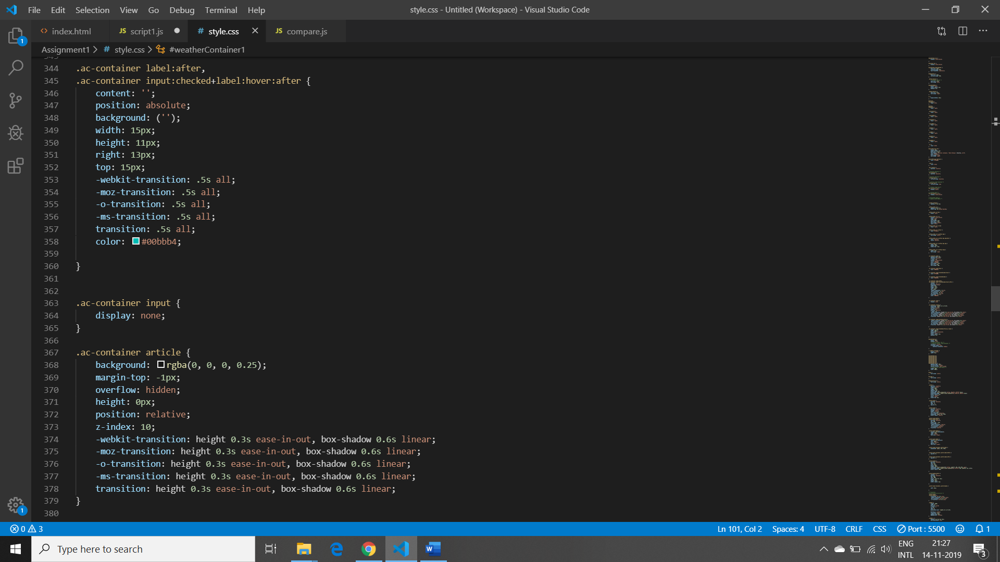 File Edit Selection View Go Debug Terminal Help
style.css - Untitled (Workspace) - Visual Studio Code
<> index.html
JS script1.js
# style.css
JS compare.js
Assignment1 > # style.css > #weatherContainer1
344 .ac-container label:after,
345 .ac-container input:checked+label:hover:after {
346 content: '';
347 position: absolute;
348 background: ('');
349 width: 15px;
350 height: 11px;
351 right: 13px;
352 top: 15px;
353 -webkit-transition: .5s all;
354 -moz-transition: .5s all;
355 -o-transition: .5s all;
356 -ms-transition: .5s all;
357 transition: .5s all;
358 color: #00bbb4;
359
360 }
361
362
363 .ac-container input {
364 display: none;
365 }
366
367 .ac-container article {
368 background: rgba(0, 0, 0, 0.25);
369 margin-top: -1px;
370 overflow: hidden;
371 height: 0px;
372 position: relative;
373 z-index: 10;
374 -webkit-transition: height 0.3s ease-in-out, box-shadow 0.6s linear;
375 -moz-transition: height 0.3s ease-in-out, box-shadow 0.6s linear;
376 -o-transition: height 0.3s ease-in-out, box-shadow 0.6s linear;
377 -ms-transition: height 0.3s ease-in-out, box-shadow 0.6s linear;
378 transition: height 0.3s ease-in-out, box-shadow 0.6s linear;
379 }
380
1
1
0 3
Ln 101, Col 2 Spaces: 4 UTF-8 CRLF CSS Port : 5500 1
Type here to search
W
ENG
INTL
21:27
14-11-2019
3